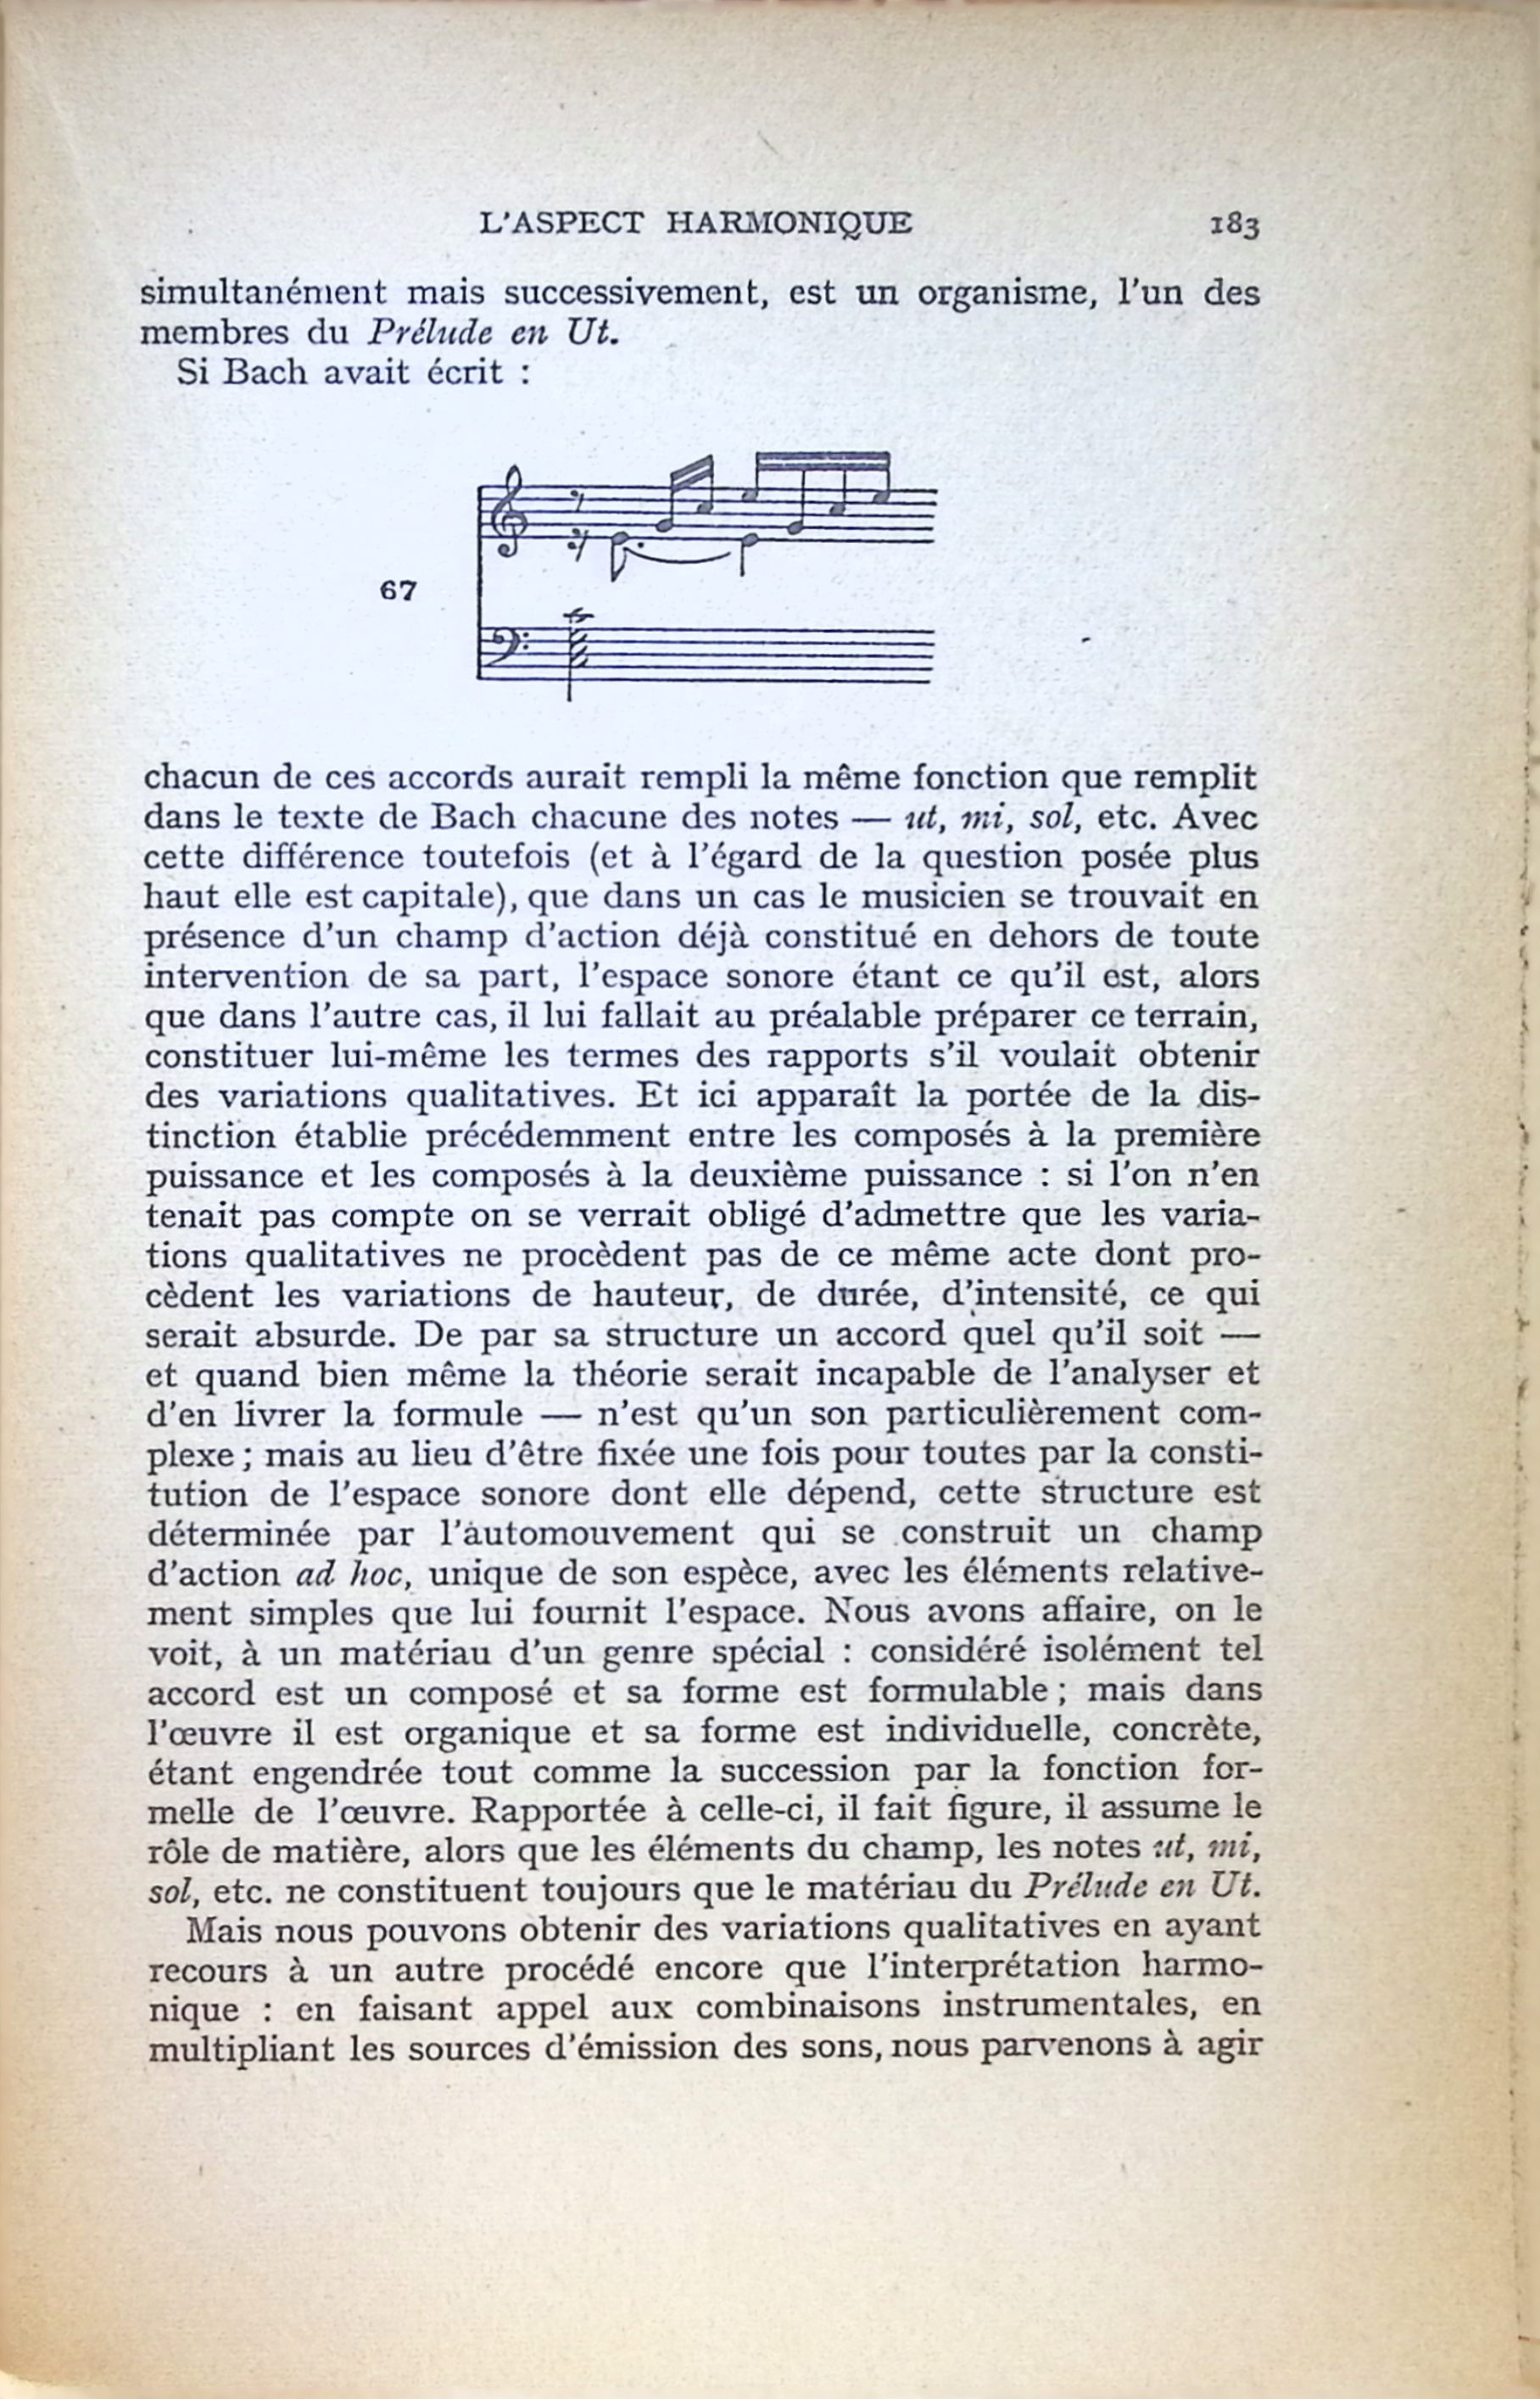 L'ASPECT HARMONIQUE 183
simultanément mais successivement, est un organisme, l'un des
membres du Prélude en Ut.
Si Bach avait écrit :
67
chacun de ces accords aurait rempli la même fonction que remplit
dans le texte de Bach chacune des notes — ut, mi, sol, etc. Avec
cette différence toutefois (et à l'égard de la question posée plus
haut elle est capitale), que dans un cas le musicien se trouvait en
présence d'un champ d'action déjà constitué en dehors de toute
intervention de sa part, l'espace sonore étant ce qu'il est, alors
que dans l'autre cas, il lui fallait au préalable préparer ce terrain,
constituer lui-même les termes des rapports s'il voulait obtenir
des variations qualitatives. Et ici apparaît la portée de la dis-
tinction établie précédemment entre les composés à la première
puissance et les composés à la deuxième puissance : si l'on n'en
tenait pas compte on se verrait obligé d'admettre que les varia-
tions qualitatives ne procèdent pas de ce même acte dont pro-
cèdent les variations de hauteur, de durée, d'intensité, ce qui
serait absurde. De par sa structure un accord quel qu'il soit —
et quand bien même la théorie serait incapable de l'analyser et
d'en livrer la formule — n'est qu'un son particulièrement com-
plexe ; mais au lieu d'être fixée une fois pour toutes par la consti-
tution de l'espace sonore dont elle dépend, cette structure est
déterminée par l'automouvement qui se construit un champ
d'action ad hoc, unique de son espèce, avec les éléments relative-
ment simples que lui fournit l'espace. Nous avons affaire, on le
voit, à un matériau d'un genre spécial : considéré isolément tel
accord est un composé et sa forme est formulable ; mais dans
l'œuvre il est organique et sa forme est individuelle, concrète,
étant engendrée tout comme la succession par la fonction for-
melle de l'œuvre. Rapportée à celle-ci, il fait figure, il assume le
rôle de matière, alors que les éléments du champ, les notes ut, mi,
sol, etc. ne constituent toujours que le matériau du Prélude en Ut.
Mais nous pouvons obtenir des variations qualitatives en ayant
recours à un autre procédé encore que l'interprétation harmo-
nique : en faisant appel aux combinaisons instrumentales, en
multipliant les sources d'émission des sons, nous parvenons à agir